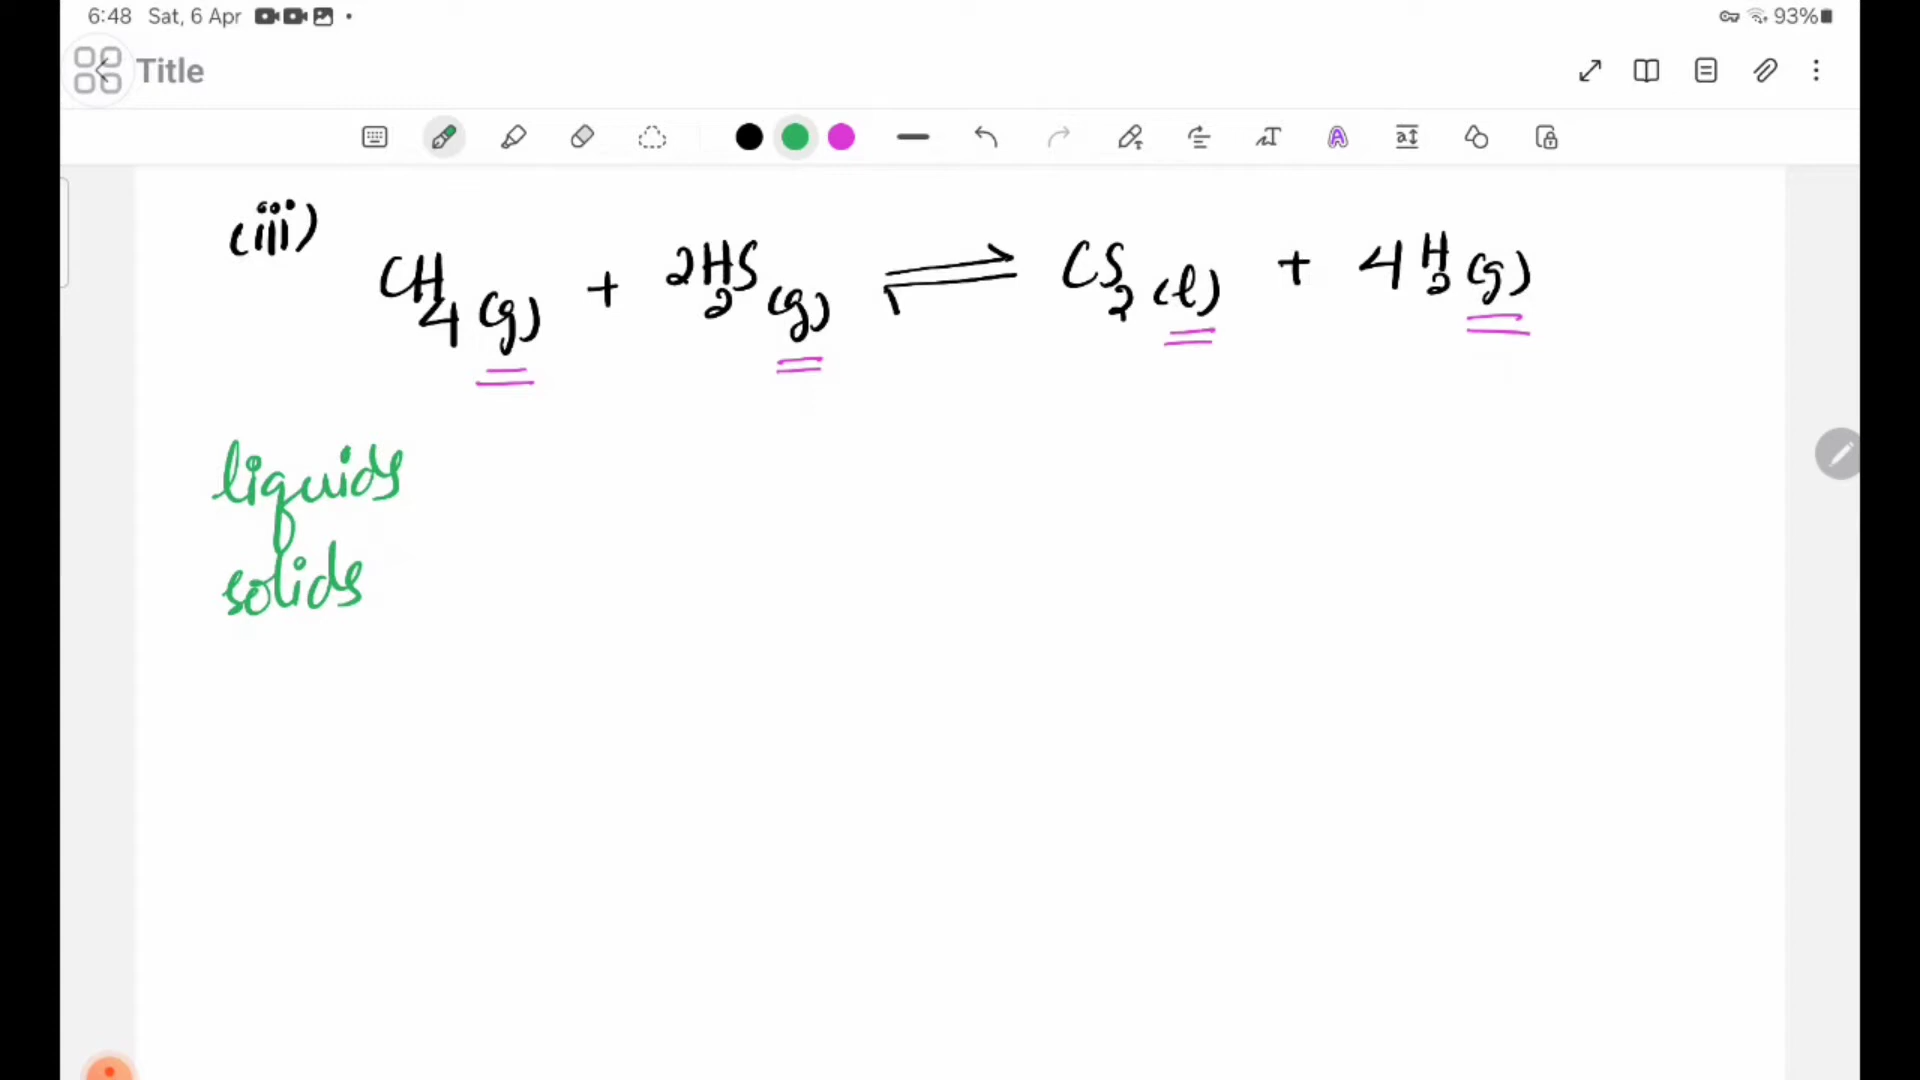 6:48 Sat, 6 Apr 93%
Title
(iii) CH₄(g) + 2H₂S(g) ⇌ CS₂(l) + 4H₂(g)
liquids
solids